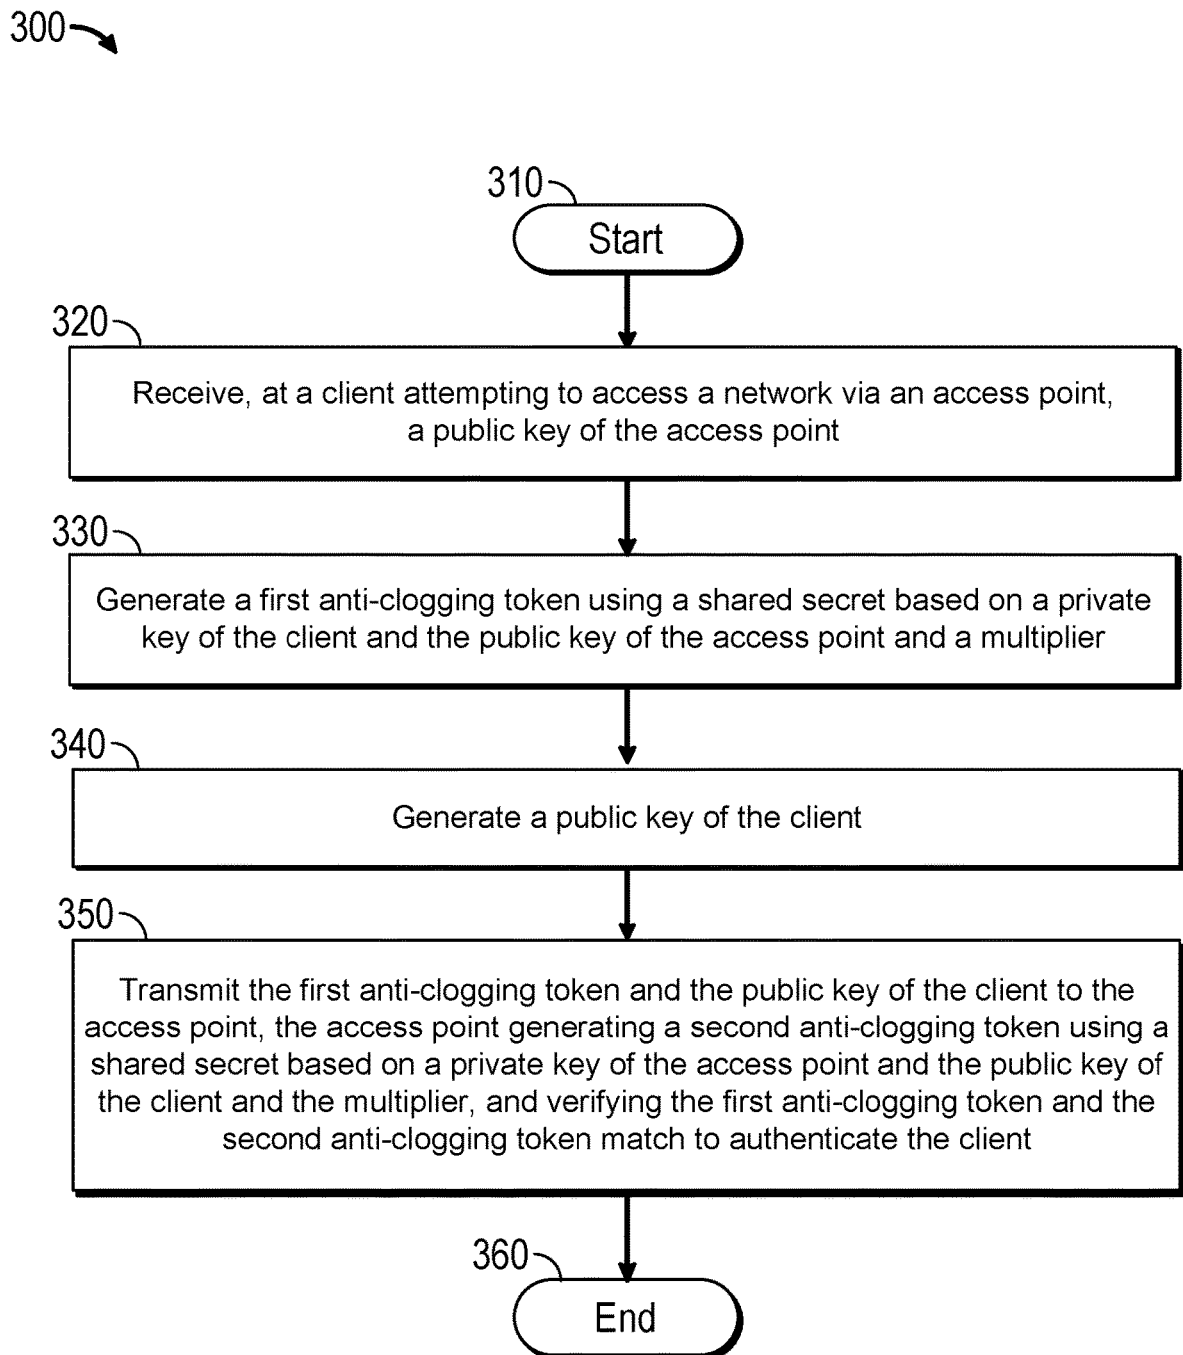 300
310
Start
320
Receive, at a client attempting to access a network via an access point,
a public key of the access point
330
Generate a first anti-clogging token using a shared secret based on a private
key of the client and the public key of the access point and a multiplier
340
Generate a public key of the client
350
Transmit the first anti-clogging token and the public key of the client to the
access point, the access point generating a second anti-clogging token using a
shared secret based on a private key of the access point and the public key of
the client and the multiplier, and verifying the first anti-clogging token and the
second anti-clogging token match to authenticate the client
360
End